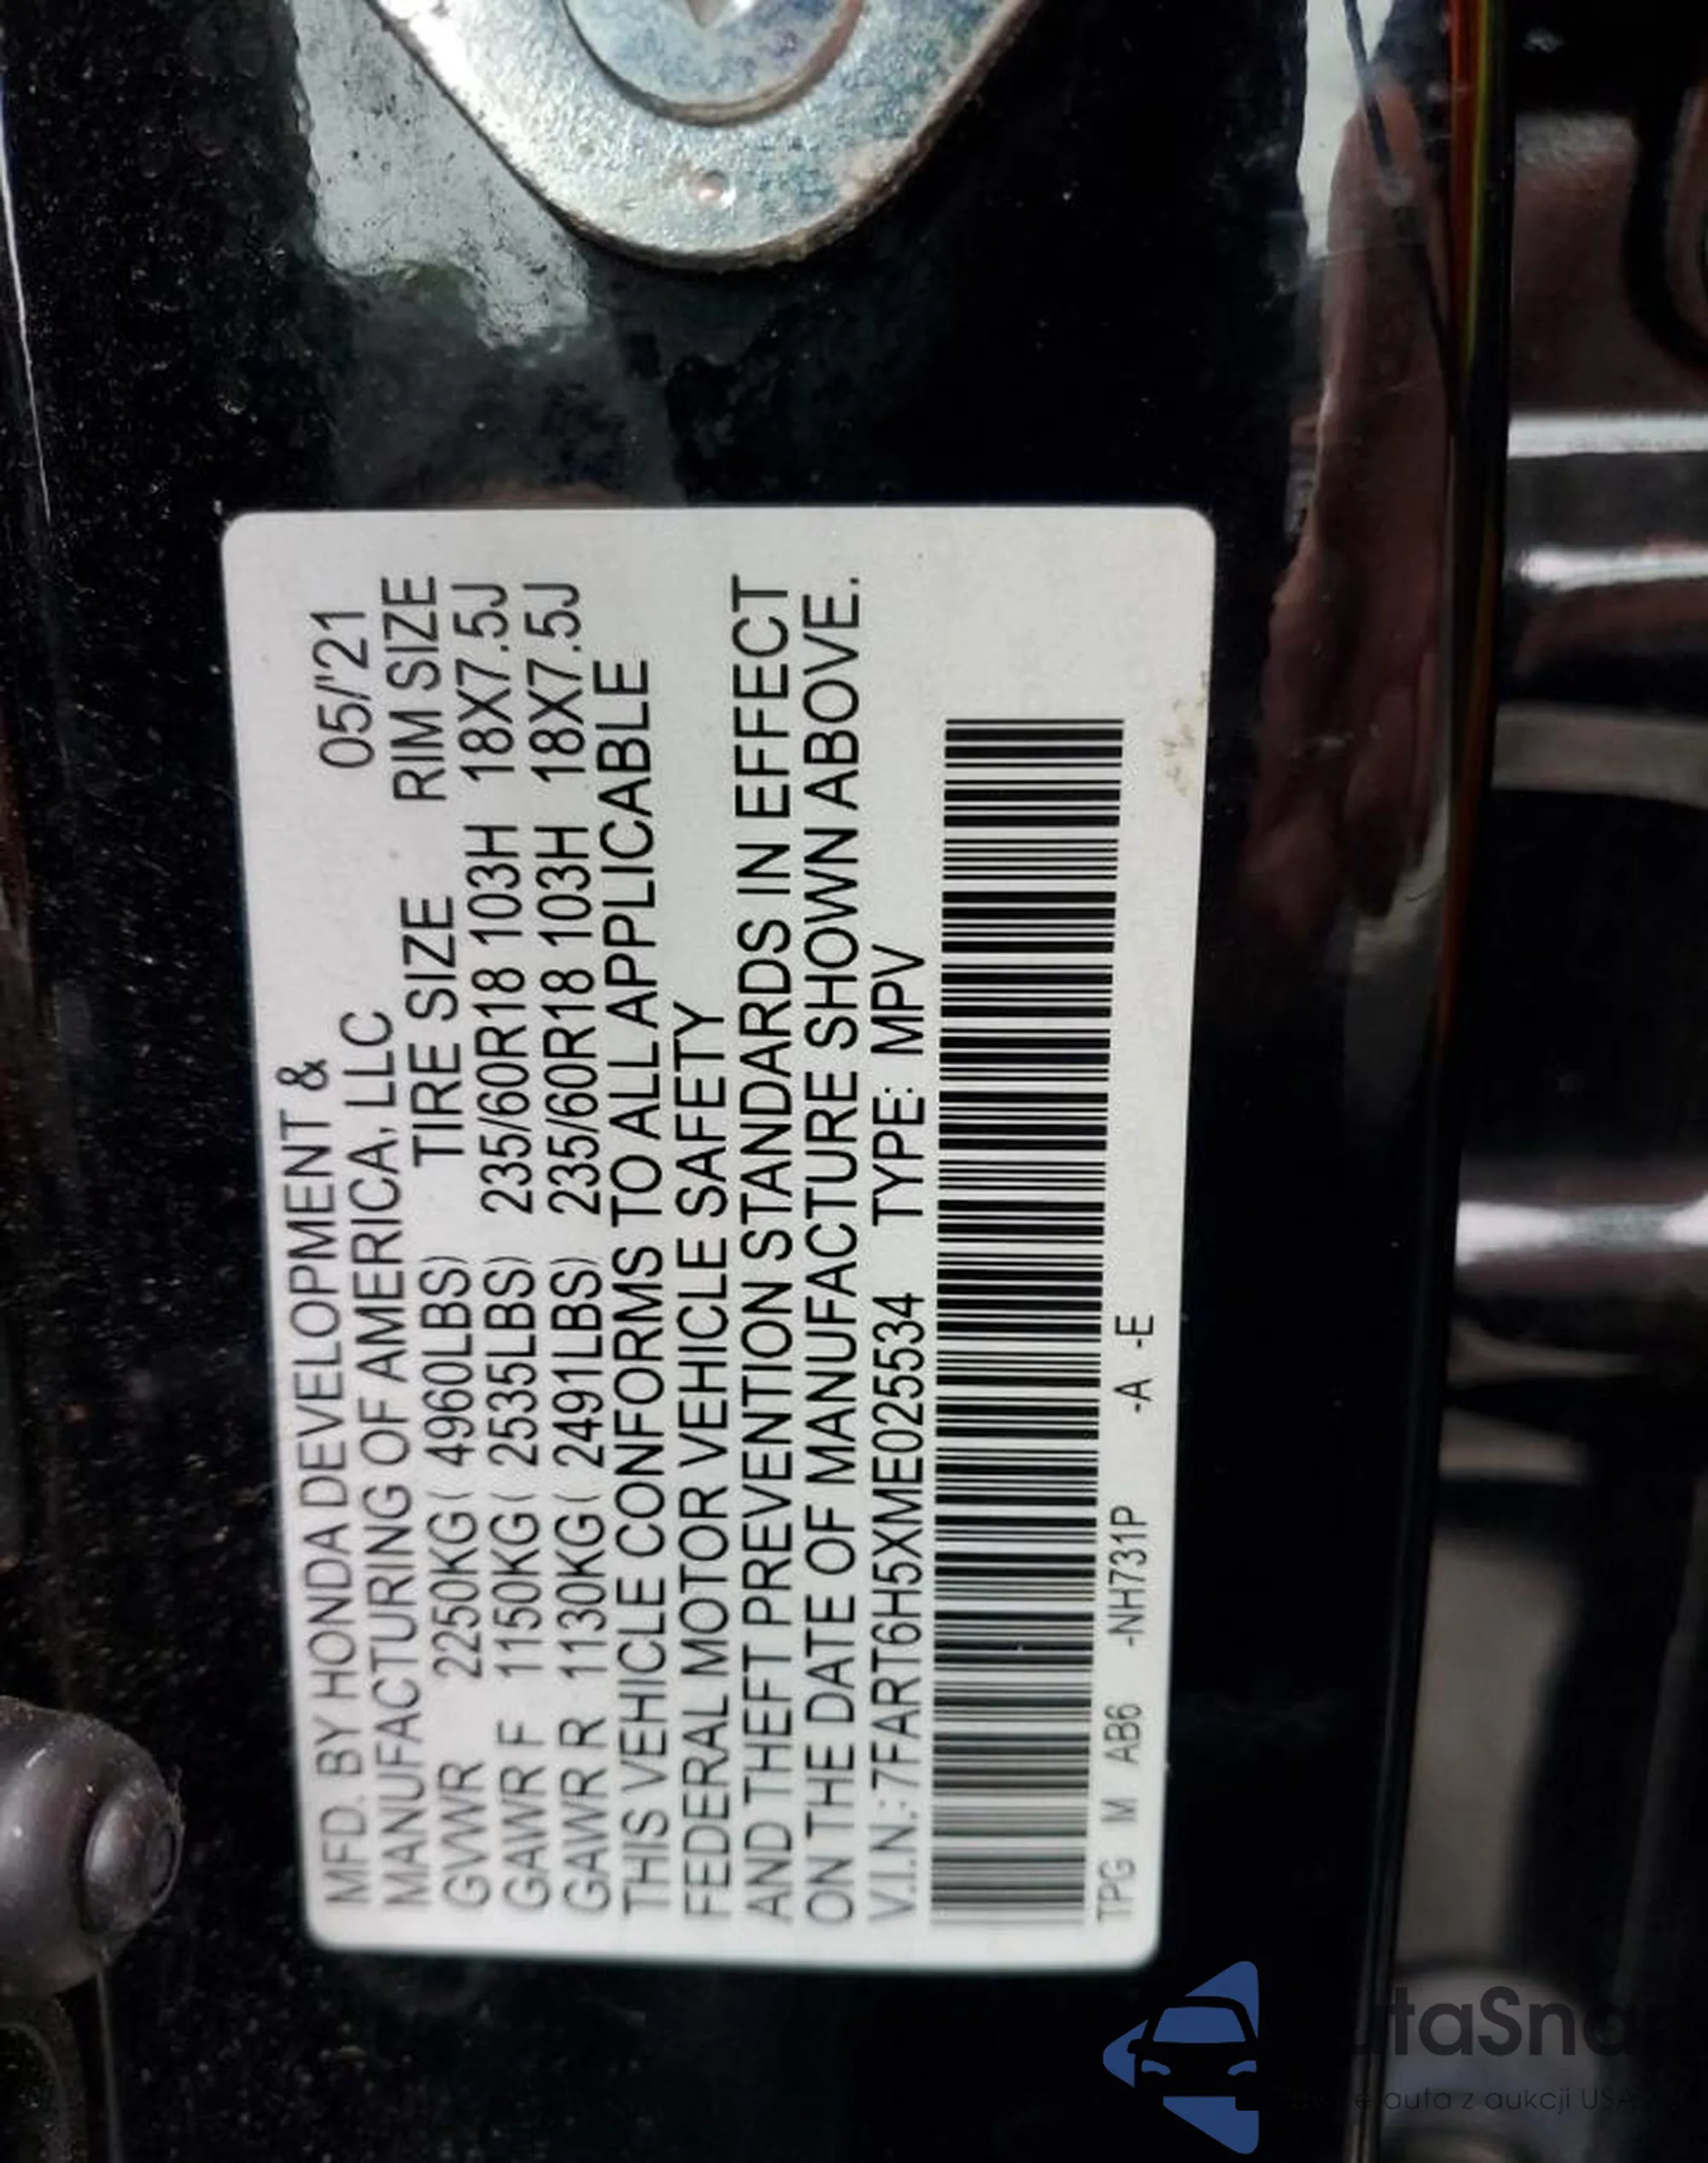 MFD. BY HONDA DEVELOPMENT &
MANUFACTURING OF AMERICA, LLC 05/'21
TIRE SIZE RIM SIZE
GVWR 2250KG( 4960LBS)
GAWR F 1150KG( 2535LBS) 235/60R18 103H 18X7.5J
GAWR R 1130KG( 2491LBS) 235/60R18 103H 18X7.5J
THIS VEHICLE CONFORMS TO ALL APPLICABLE
FEDERAL MOTOR VEHICLE SAFETY
AND THEFT PREVENTION STANDARDS IN EFFECT
ON THE DATE OF MANUFACTURE SHOWN ABOVE.
V.I.N.:7FART6H5XME025534 TYPE: MPV
TPG M AB6 -NH731P -A -E
auta z aukcji USA